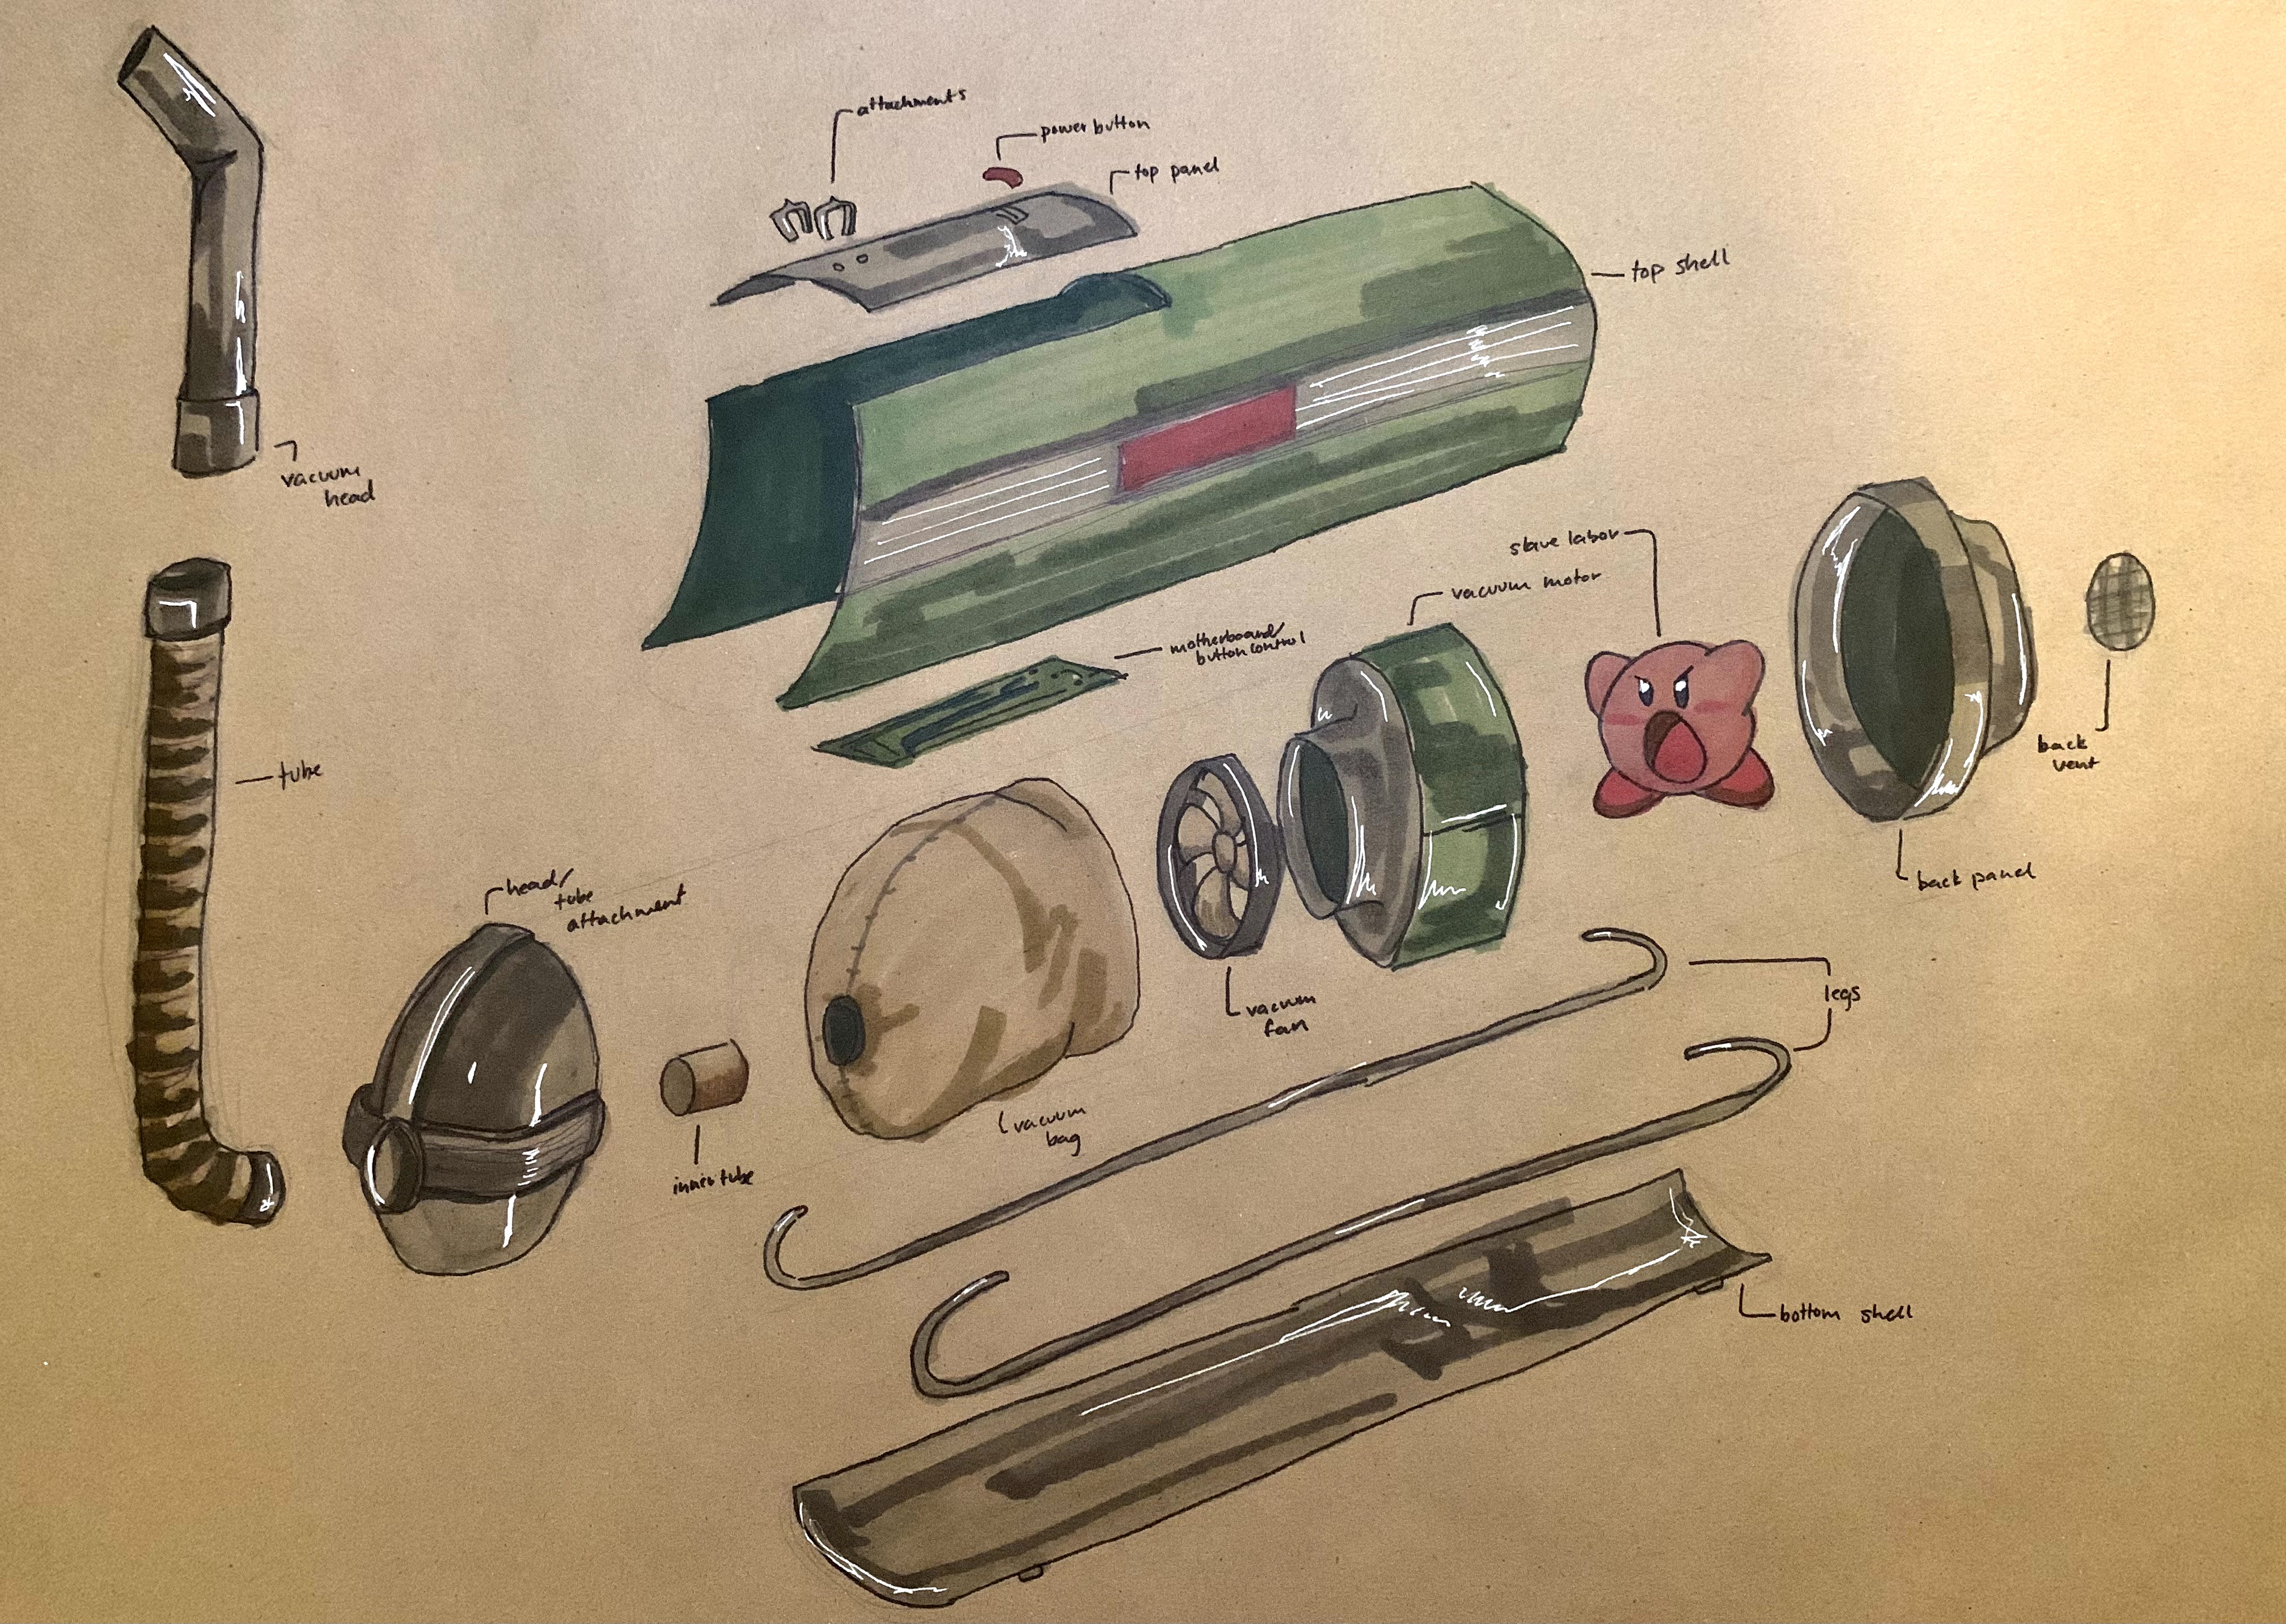 attachments
power button
top panel
top shell
vacuum
head
slave labor
vacuum motor
motherboard/
button control
tube
back
vent
back panel
head/
tube
attachment
legs
vacuum
fan
vacuum
bag
inner tube
bottom shell